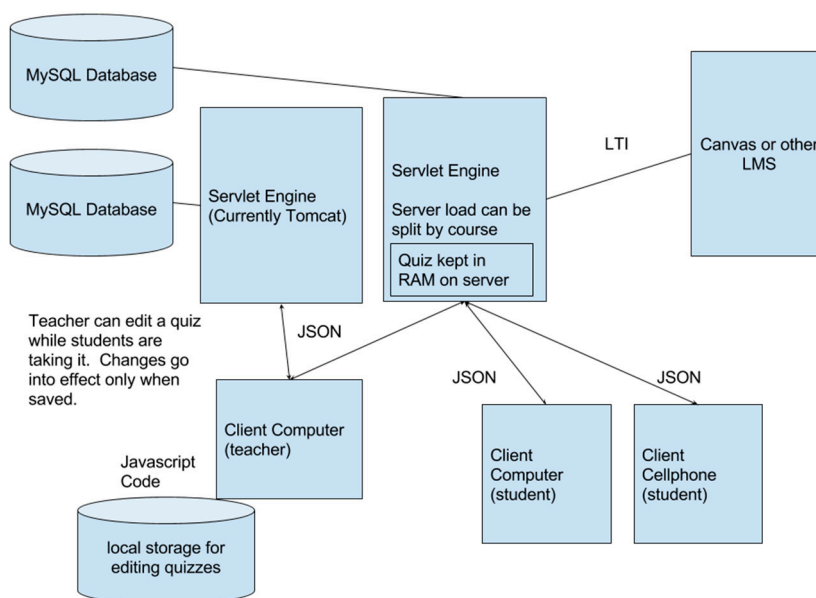 MySQL Database
MySQL Database
Servlet Engine
(Currently Tomcat)
Servlet Engine
Server load can be
split by course
Quiz kept in
RAM on server
LTI
Canvas or other
LMS
Teacher can edit a quiz
while students are
taking it.  Changes go
into effect only when
saved.
JSON
JSON
JSON
Client Computer
(teacher)
Client
Computer
(student)
Client
Cellphone
(student)
Javascript
Code
local storage for
editing quizzes